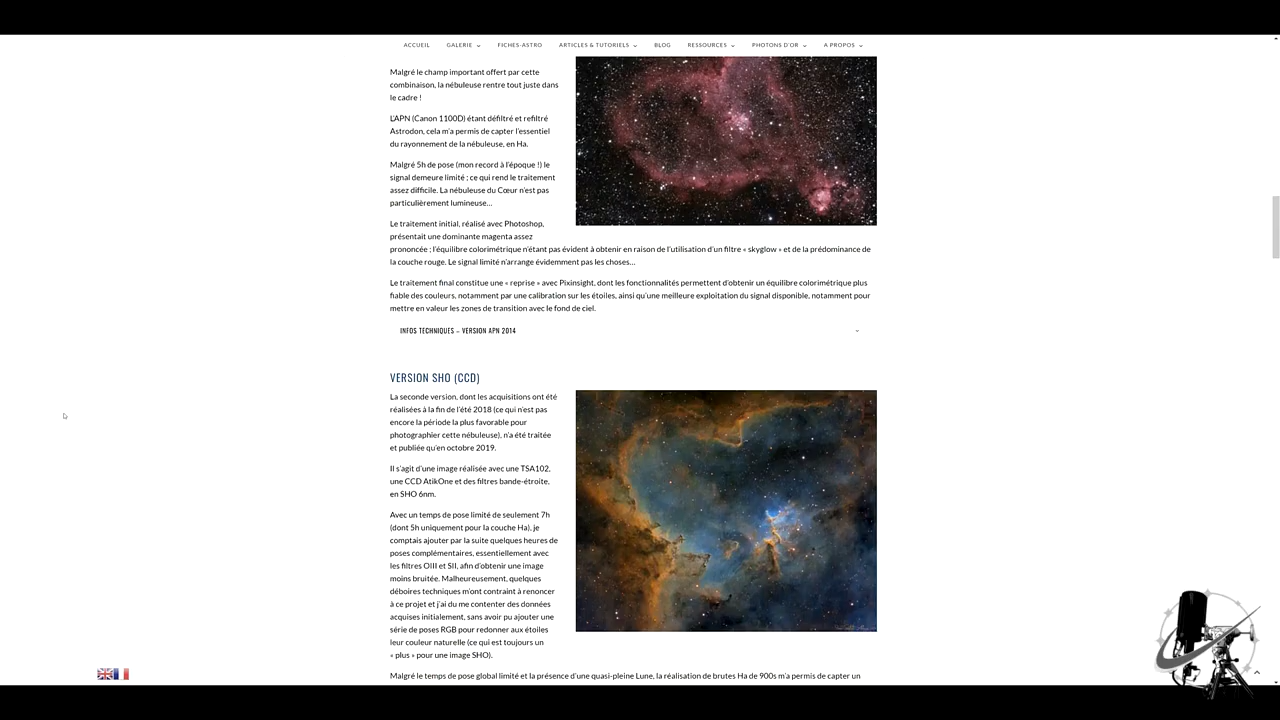 ACCUEIL GALERIE FICHES-ASTRO ARTICLES & TUTORIELS BLOG RESSOURCES PHOTONS D'OR A PROPOS
Malgré le champ important offert par cette
combinaison, la nébuleuse rentre tout juste dans
le cadre !
L'APN (Canon 1100D) étant défiltré et refiltré
Astrodon, cela m'a permis de capter l'essentiel
du rayonnement de la nébuleuse, en Ha.
Malgré 5h de pose (mon record à l'époque !) le
signal demeure limité ; ce qui rend le traitement
assez difficile. La nébuleuse du Cœur n'est pas
particulièrement lumineuse…
Le traitement initial, réalisé avec Photoshop,
présentait une dominante magenta assez
prononcée ; l'équilibre colorimétrique n'étant pas évident à obtenir en raison de l'utilisation d'un filtre « skyglow » et de la prédominance de
la couche rouge. Le signal limité n'arrange évidemment pas les choses…
Le traitement final constitue une « reprise » avec Pixinsight, dont les fonctionnalités permettent d'obtenir un équilibre colorimétrique plus
fiable des couleurs, notamment par une calibration sur les étoiles, ainsi qu'une meilleure exploitation du signal disponible, notamment pour
mettre en valeur les zones de transition avec le fond de ciel.
INFOS TECHNIQUES – VERSION APN 2014
VERSION SHO (CCD)
La seconde version, dont les acquisitions ont été
réalisées à la fin de l'été 2018 (ce qui n'est pas
encore la période la plus favorable pour
photographier cette nébuleuse), n'a été traitée
et publiée qu'en octobre 2019.
Il s'agit d'une image réalisée avec une TSA102,
une CCD AtikOne et des filtres bande-étroite,
en SHO 6nm.
Avec un temps de pose limité de seulement 7h
(dont 5h uniquement pour la couche Ha), je
comptais ajouter par la suite quelques heures de
poses complémentaires, essentiellement avec
les filtres OIII et SII, afin d'obtenir une image
moins bruitée. Malheureusement, quelques
déboires techniques m'ont contraint à renoncer
à ce projet et j'ai du me contenter des données
acquises initialement, sans avoir pu ajouter une
série de poses RGB pour redonner aux étoiles
leur couleur naturelle (ce qui est toujours un
« plus » pour une image SHO).
Malgré le temps de pose global limité et la présence d'une quasi-pleine Lune, la réalisation de brutes Ha de 900s m'a permis de capter un